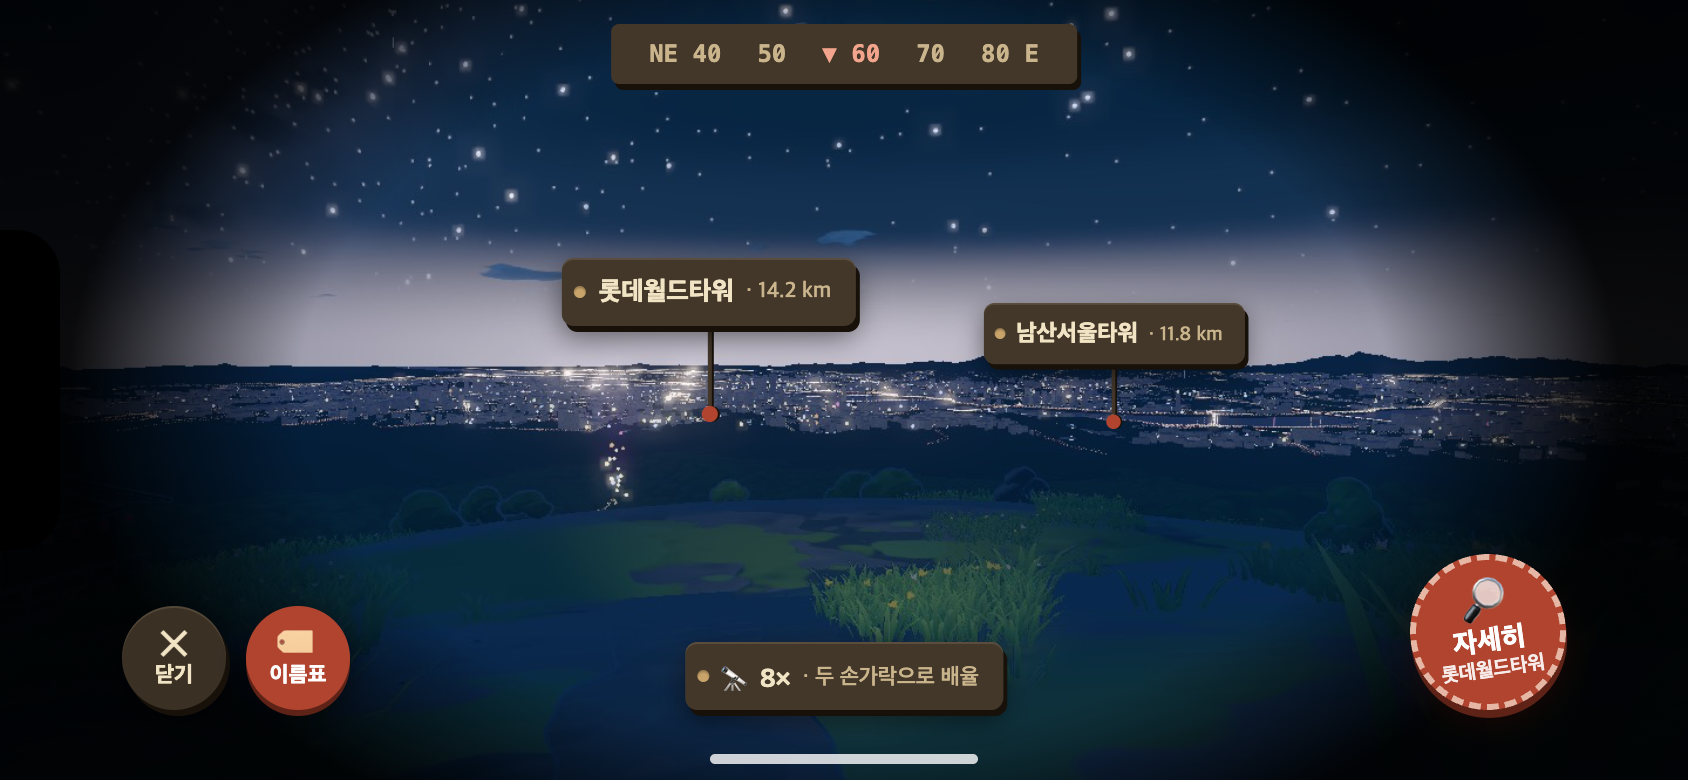 NE 40 50 ▼ 60 70 80 E
롯데월드타워 · 14.2 km
남산서울타워 · 11.8 km
닫기
이름표
8× · 두 손가락으로 배율
자세히
롯데월드타워